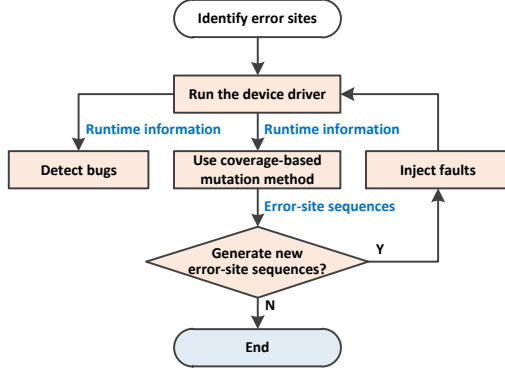 Identify error sites
Run the device driver
Runtime information
Runtime information
Detect bugs
Use coverage-based
mutation method
Inject faults
Error-site sequences
Generate new
error-site sequences?
Y
N
End